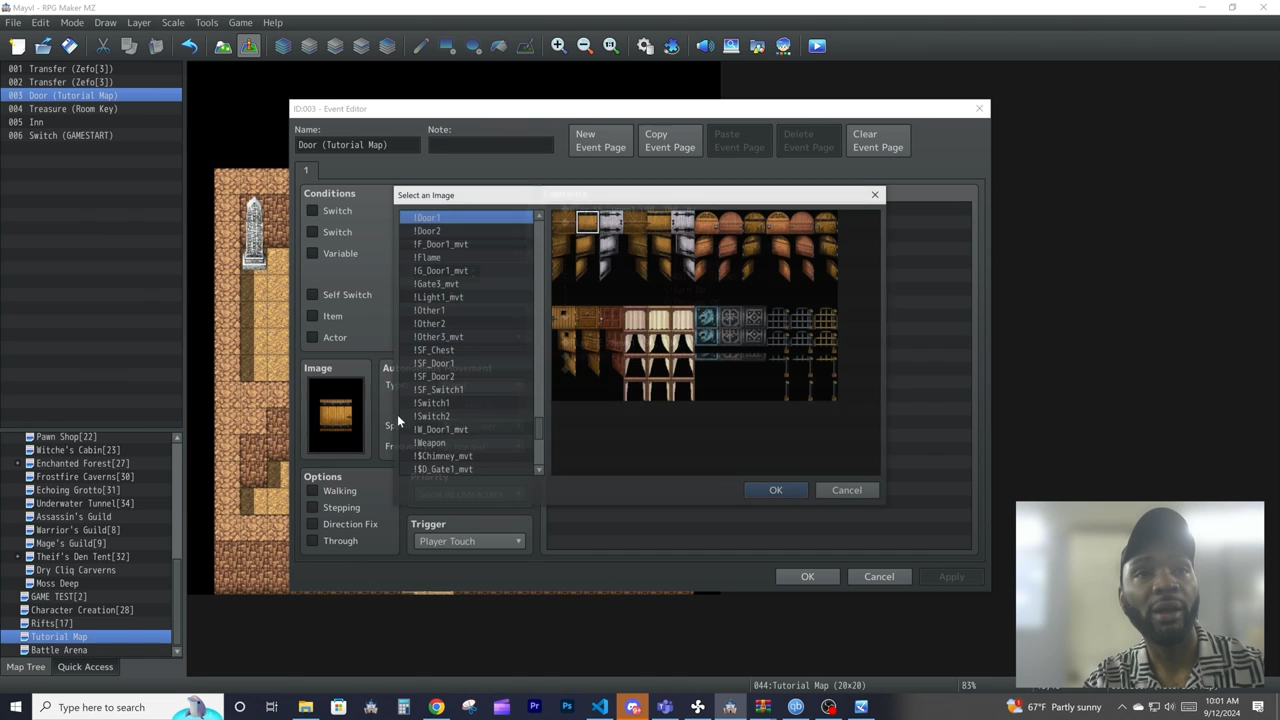 Mayvl - RPG Maker MZ
File Edit Mode Draw Layer Scale Tools Game Help
001 Transfer (Zefo[3])
002 Transfer (Zefo[3])
003 Door (Tutorial Map)
004 Treasure (Room Key)
005 Inn
006 Switch (GAMESTART)
Pawn Shop[22]
Witche's Cabin[23]
Enchanted Forest[27]
Frostfire Caverns[30]
Echoing Grotto[31]
Underwater Tunnel[34]
Assassin's Guild
Warrior's Guild[8]
Mage's Guild[9]
Theif's Den Tent[32]
Dry Cliq Carverns
Moss Deep
GAME TEST[2]
Character Creation[28]
Rifts[17]
Tutorial Map
Battle Arena
Map Tree Quick Access
ID:003 - Event Editor
Name:
Note:
Door (Tutorial Map)
New Event Page
Copy Event Page
Paste Event Page
Delete Event Page
Clear Event Page
1
Conditions
Switch
Switch
Variable
Self Switch
Item
Actor
Image
Options
Walking
Stepping
Direction Fix
Through
Priority
Trigger
Player Touch
OK Cancel Apply
Select an Image
!Door1
!Door2
!F_Door1_mvt
!Flame
!G_Door1_mvt
!Gate3_mvt
!Light1_mvt
!Other1
!Other2
!Other3_mvt
!SF_Chest
!SF_Door1
!SF_Door2
!SF_Switch1
!Switch1
!Switch2
!W_Door1_mvt
!Weapon
!$Chimney_mvt
!$D_Gate1_mvt
OK Cancel
044:Tutorial Map (20x20) 83%
Type here to search
67°F Partly sunny
10:01 AM
9/12/2024